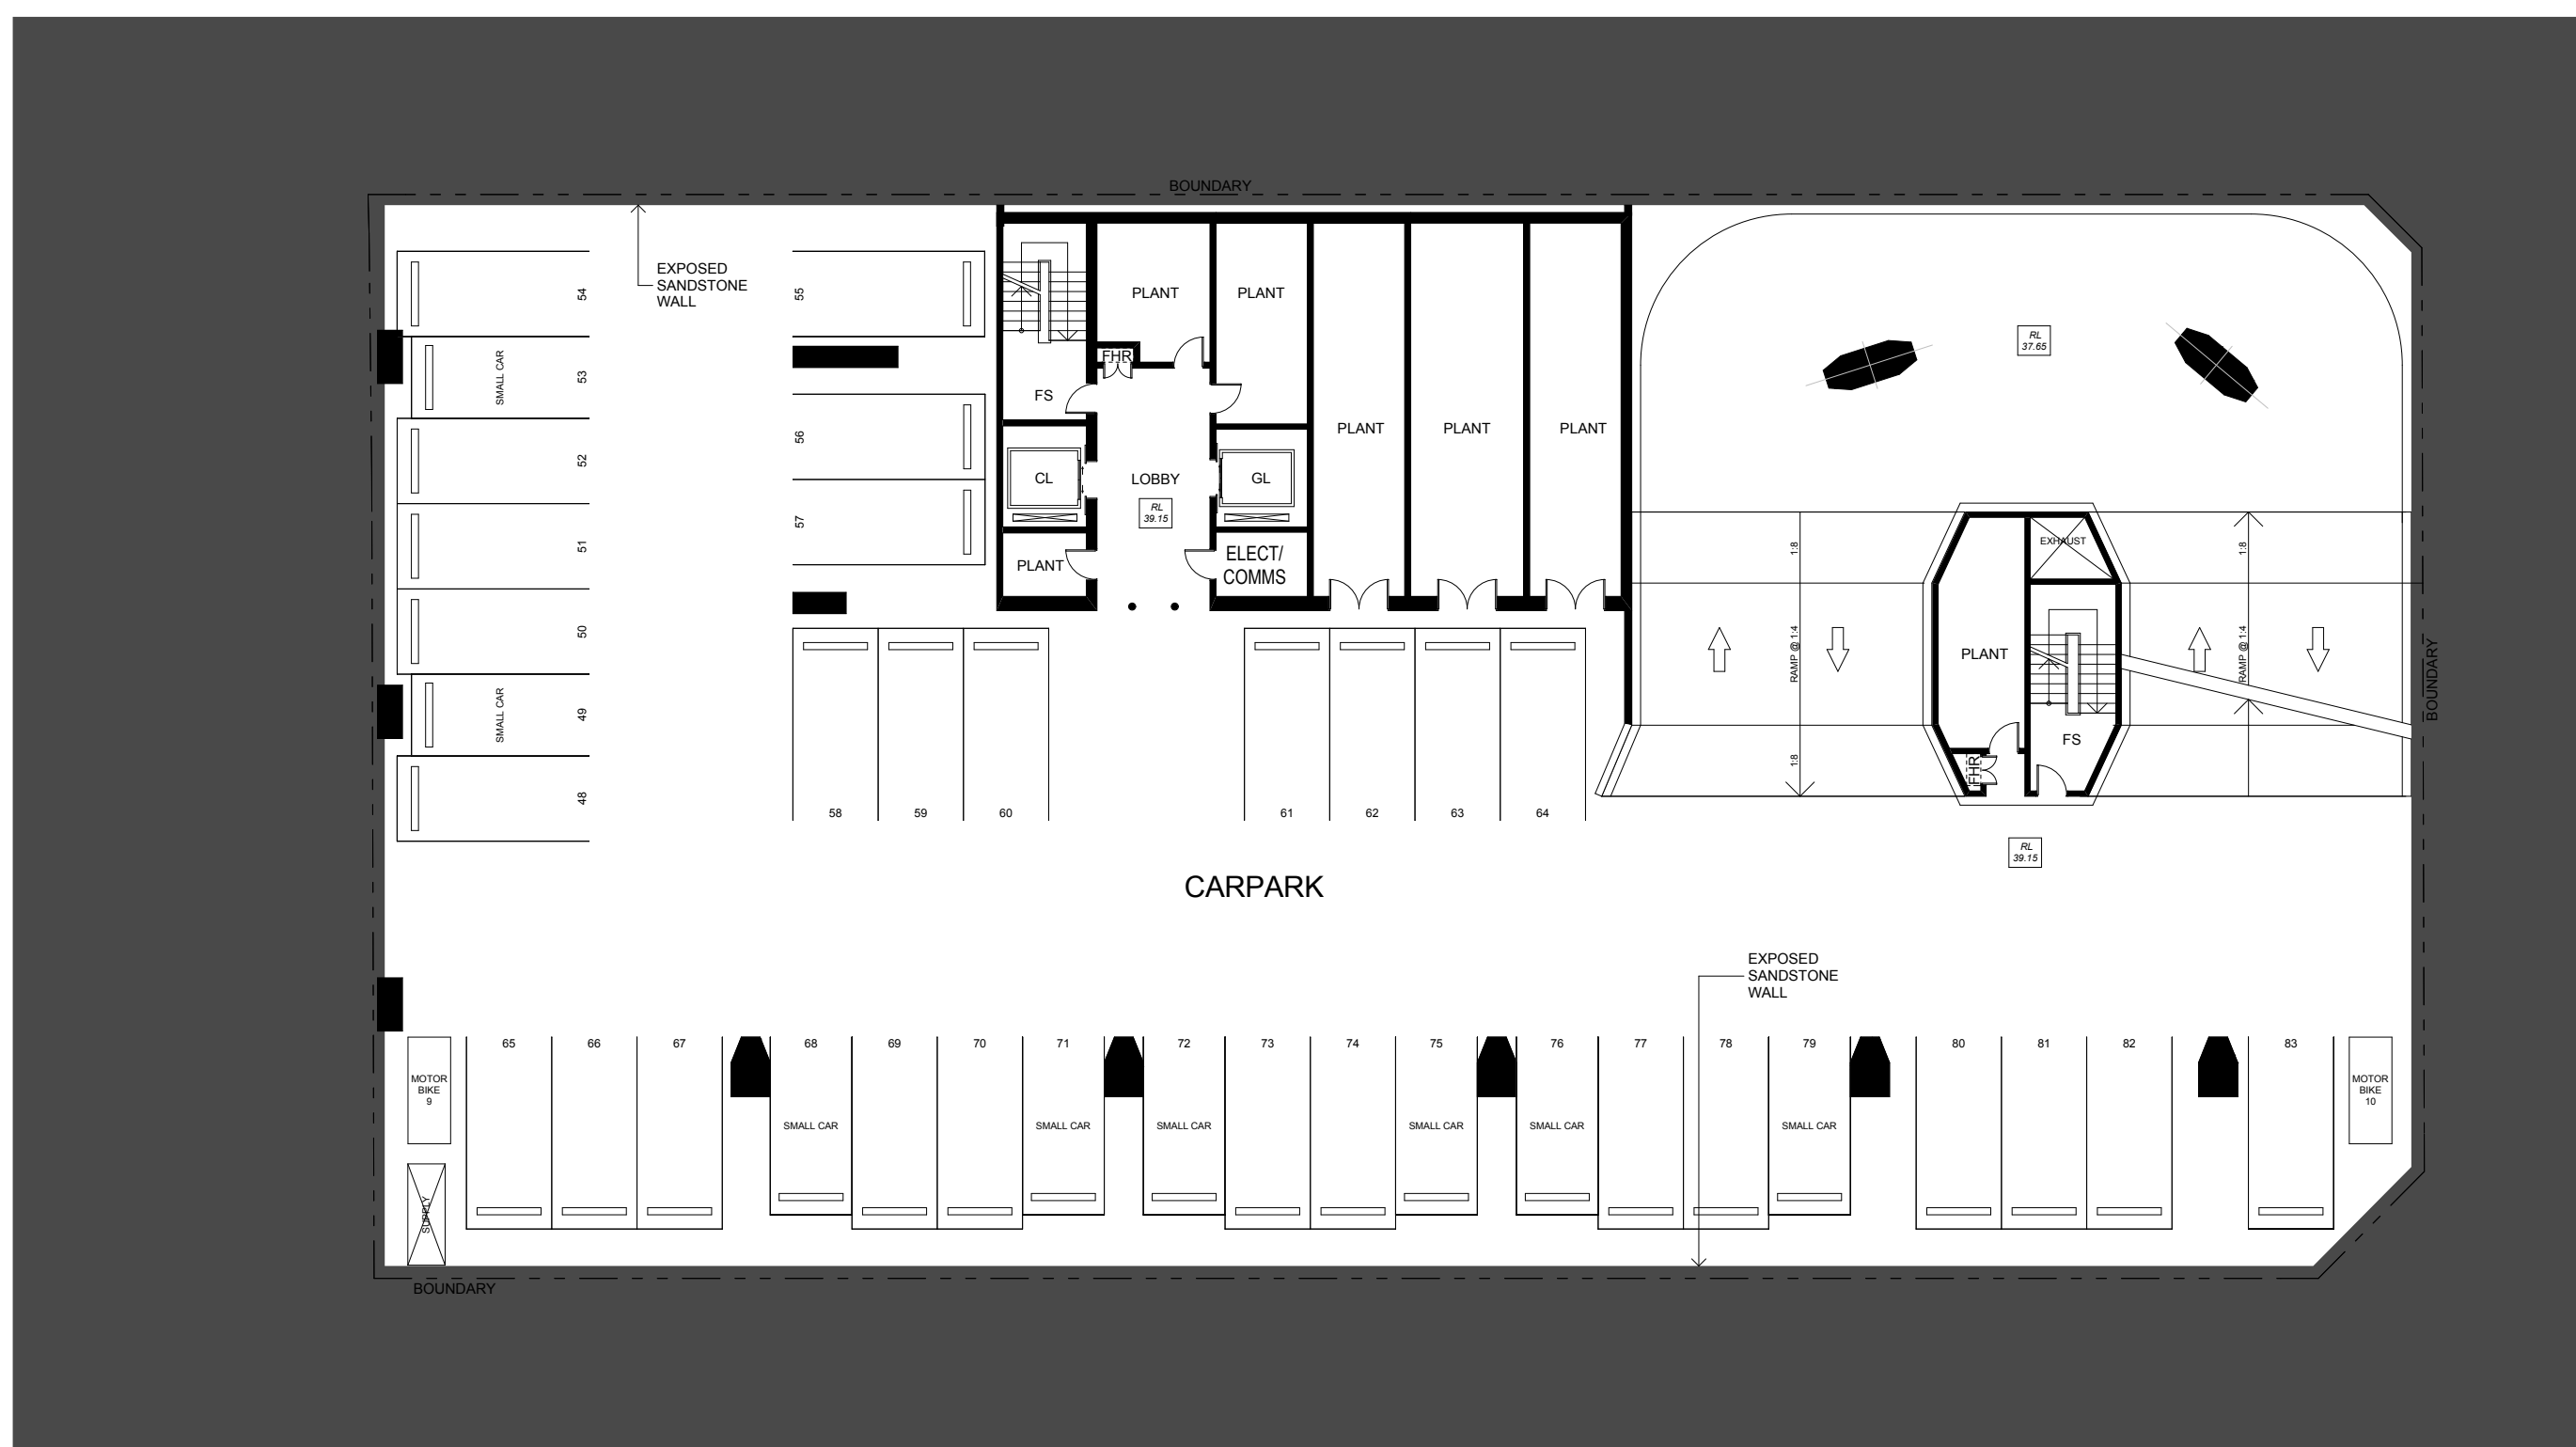 BOUNDARY
EXPOSED
SANDSTONE
WALL
54
SMALL CAR
53
52
51
50
SMALL CAR
49
48
55
56
57
FS
PLANT
PLANT
FHR
CL
LOBBY
RL
39.15
GL
PLANT
ELECT/
COMMS
PLANT
PLANT
PLANT
RL
37.65
EXHAUST
1:8
1:8
RAMP @ 1:4
RAMP @ 1:4
1:8
PLANT
FS
FHR
BOUNDARY
58
59
60
61
62
63
64
RL
39.15
CARPARK
EXPOSED
SANDSTONE
WALL
MOTOR
BIKE
9
65
66
67
68
SMALL CAR
69
70
71
SMALL CAR
72
SMALL CAR
73
74
75
SMALL CAR
76
SMALL CAR
77
78
79
SMALL CAR
80
81
82
83
MOTOR
BIKE
10
SUPPLY
BOUNDARY